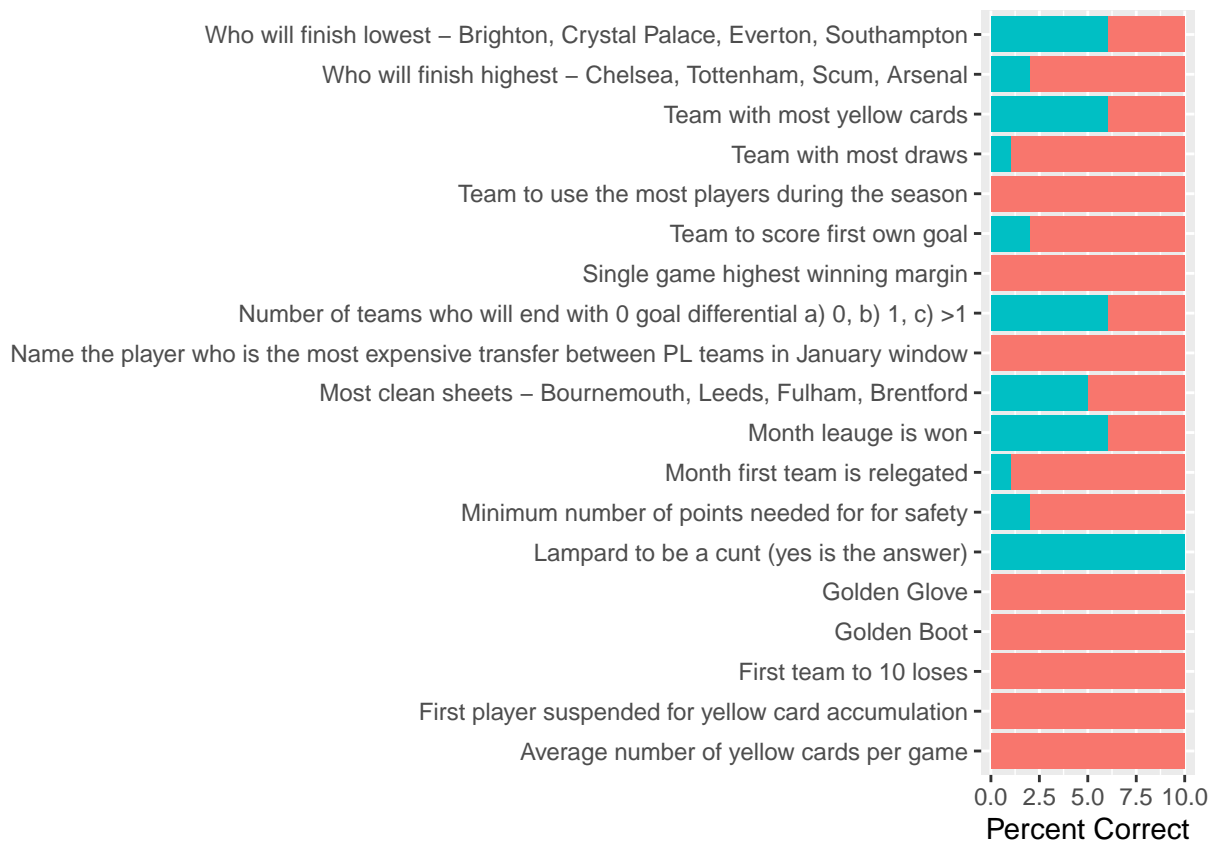 Who will finish lowest – Brighton, Crystal Palace, Everton, Southampton
Who will finish highest – Chelsea, Tottenham, Scum, Arsenal
Team with most yellow cards
Team with most draws
Team to use the most players during the season
Team to score first own goal
Single game highest winning margin
Number of teams who will end with 0 goal differential a) 0, b) 1, c) >1
Name the player who is the most expensive transfer between PL teams in January window
Most clean sheets – Bournemouth, Leeds, Fulham, Brentford
Month leauge is won
Month first team is relegated
Minimum number of points needed for for safety
Lampard to be a cunt (yes is the answer)
Golden Glove
Golden Boot
First team to 10 loses
First player suspended for yellow card accumulation
Average number of yellow cards per game
0.0 2.5 5.0 7.5 10.0
Percent Correct